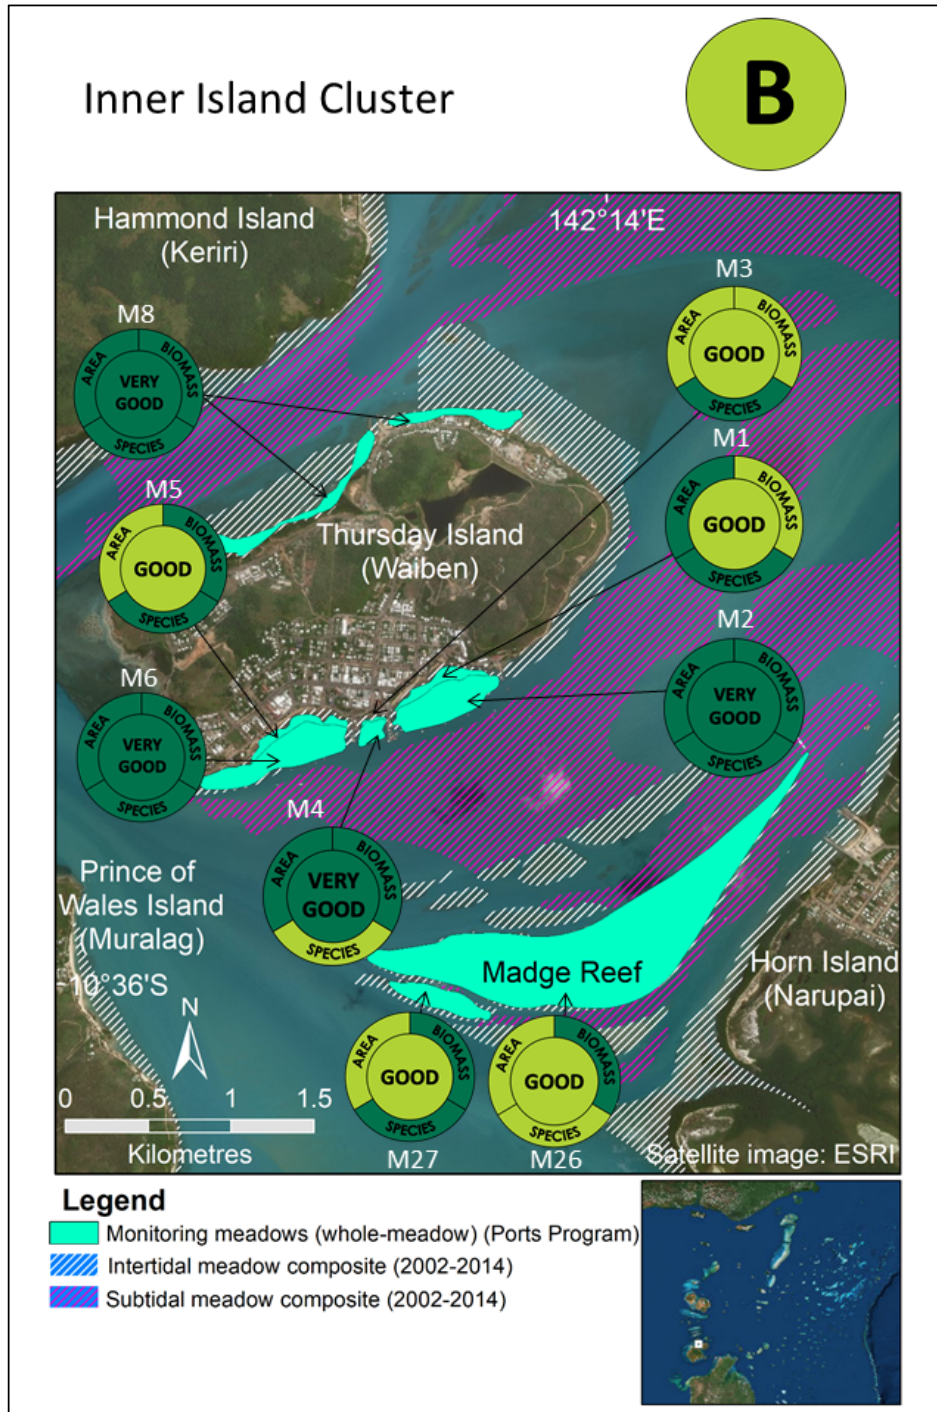 Inner Island Cluster
B
Hammond Island
(Keriri)
142°14'E
M3
AREA
BIOMASS
GOOD
SPECIES
M8
AREA
BIOMASS
VERY
GOOD
SPECIES
M1
AREA
BIOMASS
GOOD
SPECIES
M5
AREA
BIOMASS
GOOD
SPECIES
Thursday Island
(Waiben)
M2
AREA
BIOMASS
VERY
GOOD
SPECIES
M6
AREA
BIOMASS
VERY
GOOD
SPECIES
M4
AREA
BIOMASS
VERY
GOOD
SPECIES
Prince of
Wales Island
(Muralag)
10°36'S
Madge Reef
Horn Island
(Narupai)
N
AREA
BIOMASS
GOOD
SPECIES
M27
AREA
BIOMASS
GOOD
SPECIES
M26
0 0.5 1 1.5
Kilometres
Satellite image: ESRI
Legend
Monitoring meadows (whole-meadow) (Ports Program)
Intertidal meadow composite (2002-2014)
Subtidal meadow composite (2002-2014)